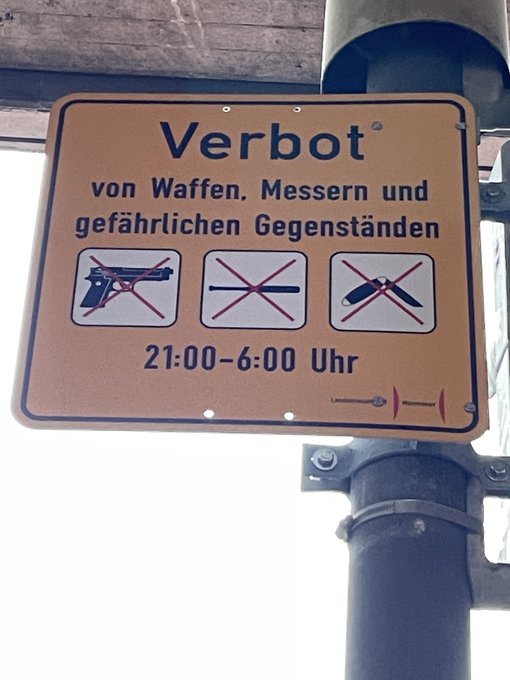 Verbot
von Waffen, Messern und
gefährlichen Gegenständen
21:00-6:00 Uhr